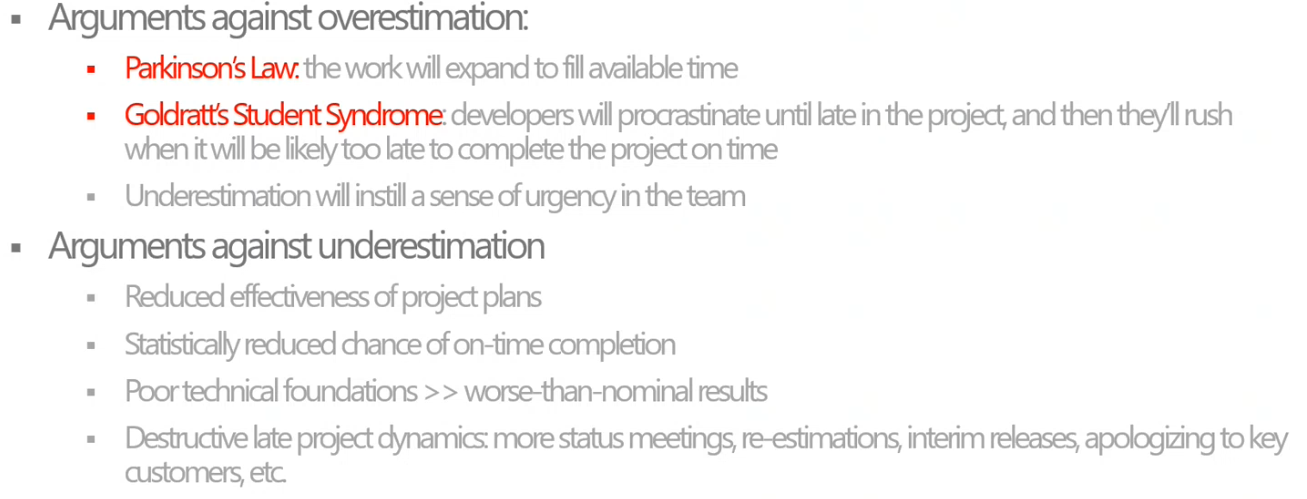 ▪ Arguments against overestimation:
▪ Parkinson's Law: the work will expand to fill available time
▪ Goldratt's Student Syndrome: developers will procrastinate until late in the project, and then they'll rush
when it will be likely too late to complete the project on time
▪ Underestimation will instill a sense of urgency in the team
▪ Arguments against underestimation
▪ Reduced effectiveness of project plans
▪ Statistically reduced chance of on-time completion
▪ Poor technical foundations >> worse-than-nominal results
▪ Destructive late project dynamics: more status meetings, re-estimations, interim releases, apologizing to key
customers, etc.